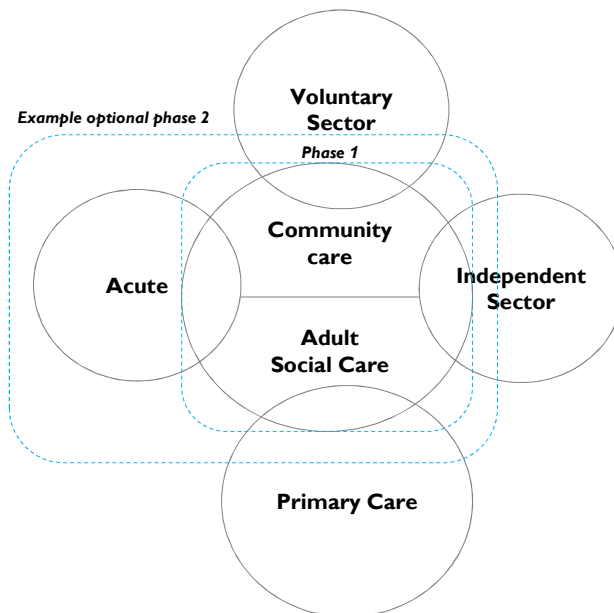 Voluntary
Sector
Example optional phase 2
Phase 1
Community
care
Acute
Independent
Sector
Adult
Social Care
Primary Care